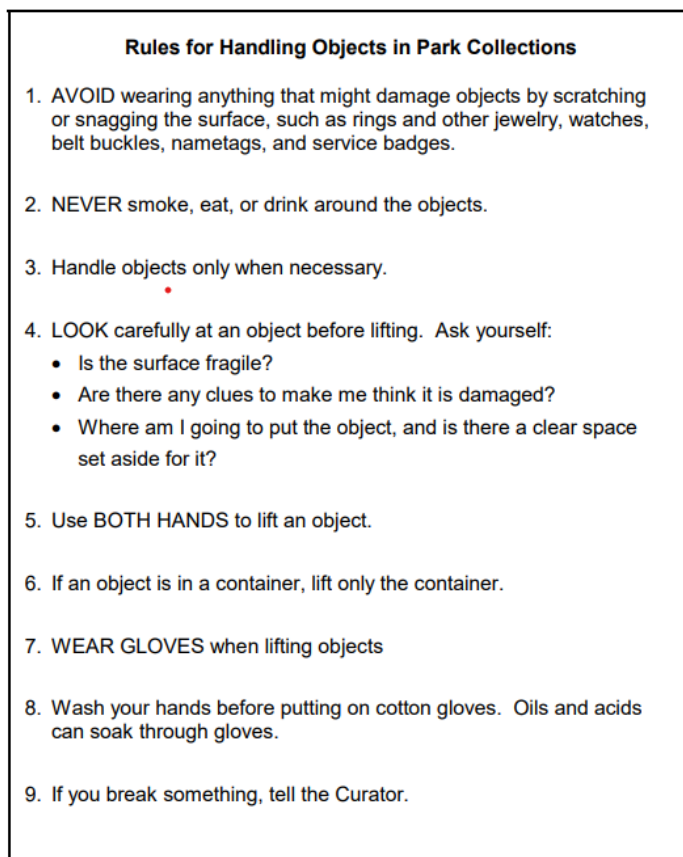 Rules for Handling Objects in Park Collections
1. AVOID wearing anything that might damage objects by scratching
or snagging the surface, such as rings and other jewelry, watches,
belt buckles, nametags, and service badges.
2. NEVER smoke, eat, or drink around the objects.
3. Handle objects only when necessary.
4. LOOK carefully at an object before lifting.  Ask yourself:
• Is the surface fragile?
• Are there any clues to make me think it is damaged?
• Where am I going to put the object, and is there a clear space
set aside for it?
5. Use BOTH HANDS to lift an object.
6. If an object is in a container, lift only the container.
7. WEAR GLOVES when lifting objects
8. Wash your hands before putting on cotton gloves.  Oils and acids
can soak through gloves.
9. If you break something, tell the Curator.